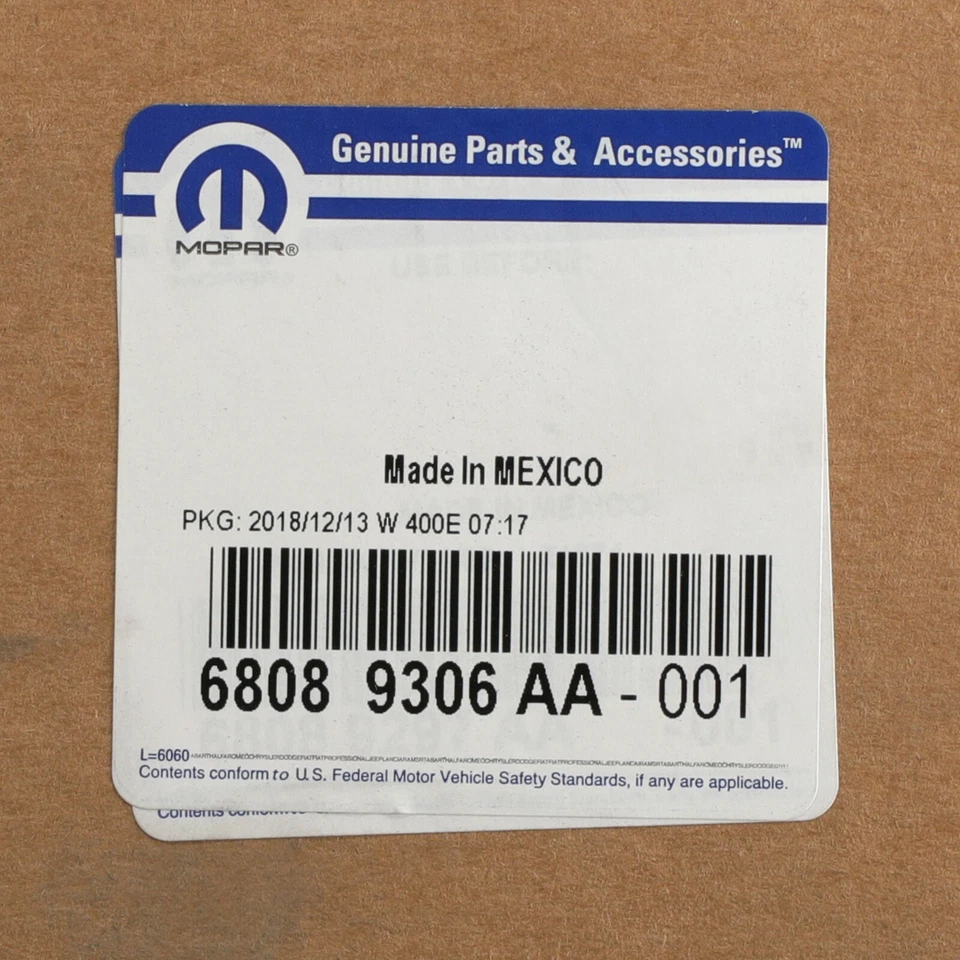 Genuine Parts & Accessories™
MOPAR®
Made In MEXICO
PKG: 2018/12/13 W 400E 07:17
6808 9306 AA - 001
L=6060
Contents conform to U.S. Federal Motor Vehicle Safety Standards, if any are applicable.
Contents